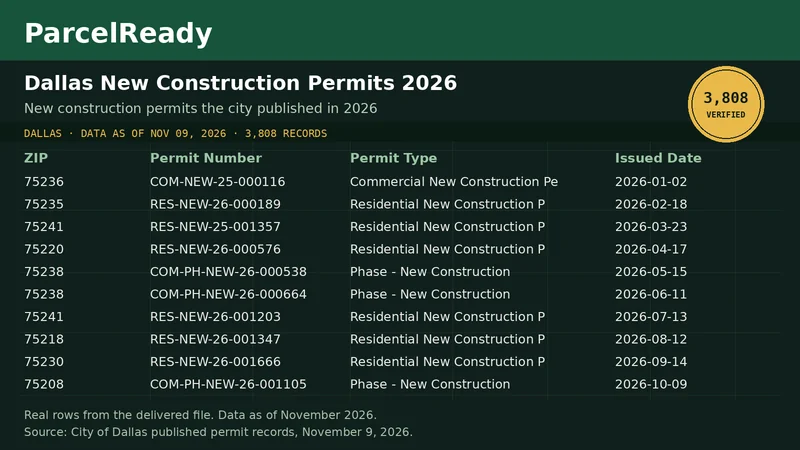 ParcelReady
Dallas New Construction Permits 2026
New construction permits the city published in 2026
3,808
VERIFIED
DALLAS · DATA AS OF NOV 09, 2026 · 3,808 RECORDS
ZIP Permit Number Permit Type Issued Date
75236 COM-NEW-25-000116 Commercial New Construction Pe 2026-01-02
75235 RES-NEW-26-000189 Residential New Construction P 2026-02-18
75241 RES-NEW-25-001357 Residential New Construction P 2026-03-23
75220 RES-NEW-26-000576 Residential New Construction P 2026-04-17
75238 COM-PH-NEW-26-000538 Phase - New Construction 2026-05-15
75238 COM-PH-NEW-26-000664 Phase - New Construction 2026-06-11
75241 RES-NEW-26-001203 Residential New Construction P 2026-07-13
75218 RES-NEW-26-001347 Residential New Construction P 2026-08-12
75230 RES-NEW-26-001666 Residential New Construction P 2026-09-14
75208 COM-PH-NEW-26-001105 Phase - New Construction 2026-10-09
Real rows from the delivered file. Data as of November 2026.
Source: City of Dallas published permit records, November 9, 2026.